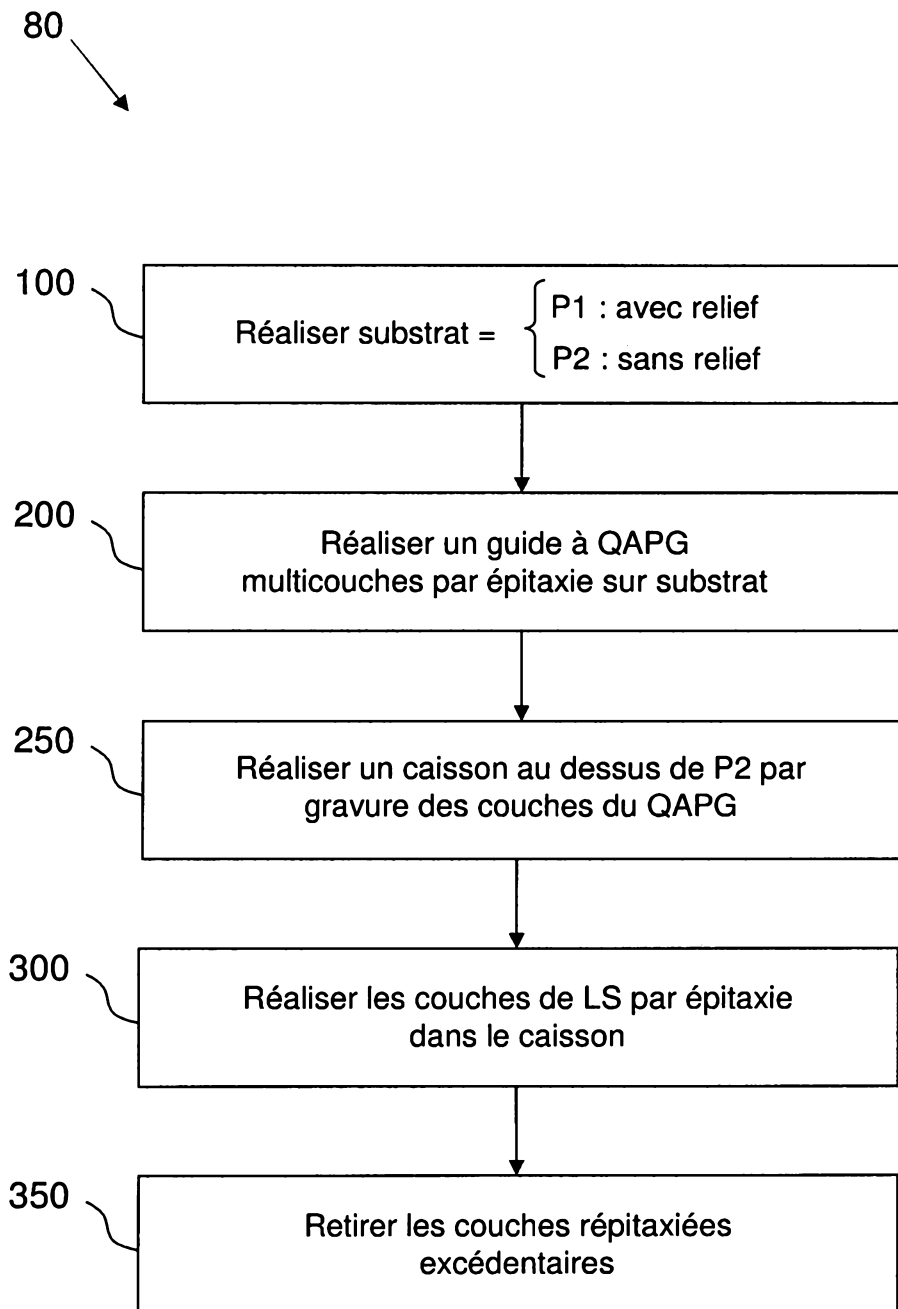 80
100
Réaliser substrat = { P1 : avec relief
P2 : sans relief
200
Réaliser un guide à QAPG
multicouches par épitaxie sur substrat
250
Réaliser un caisson au dessus de P2 par
gravure des couches du QAPG
300
Réaliser les couches de LS par épitaxie
dans le caisson
350
Retirer les couches répitaxiées
excédentaires